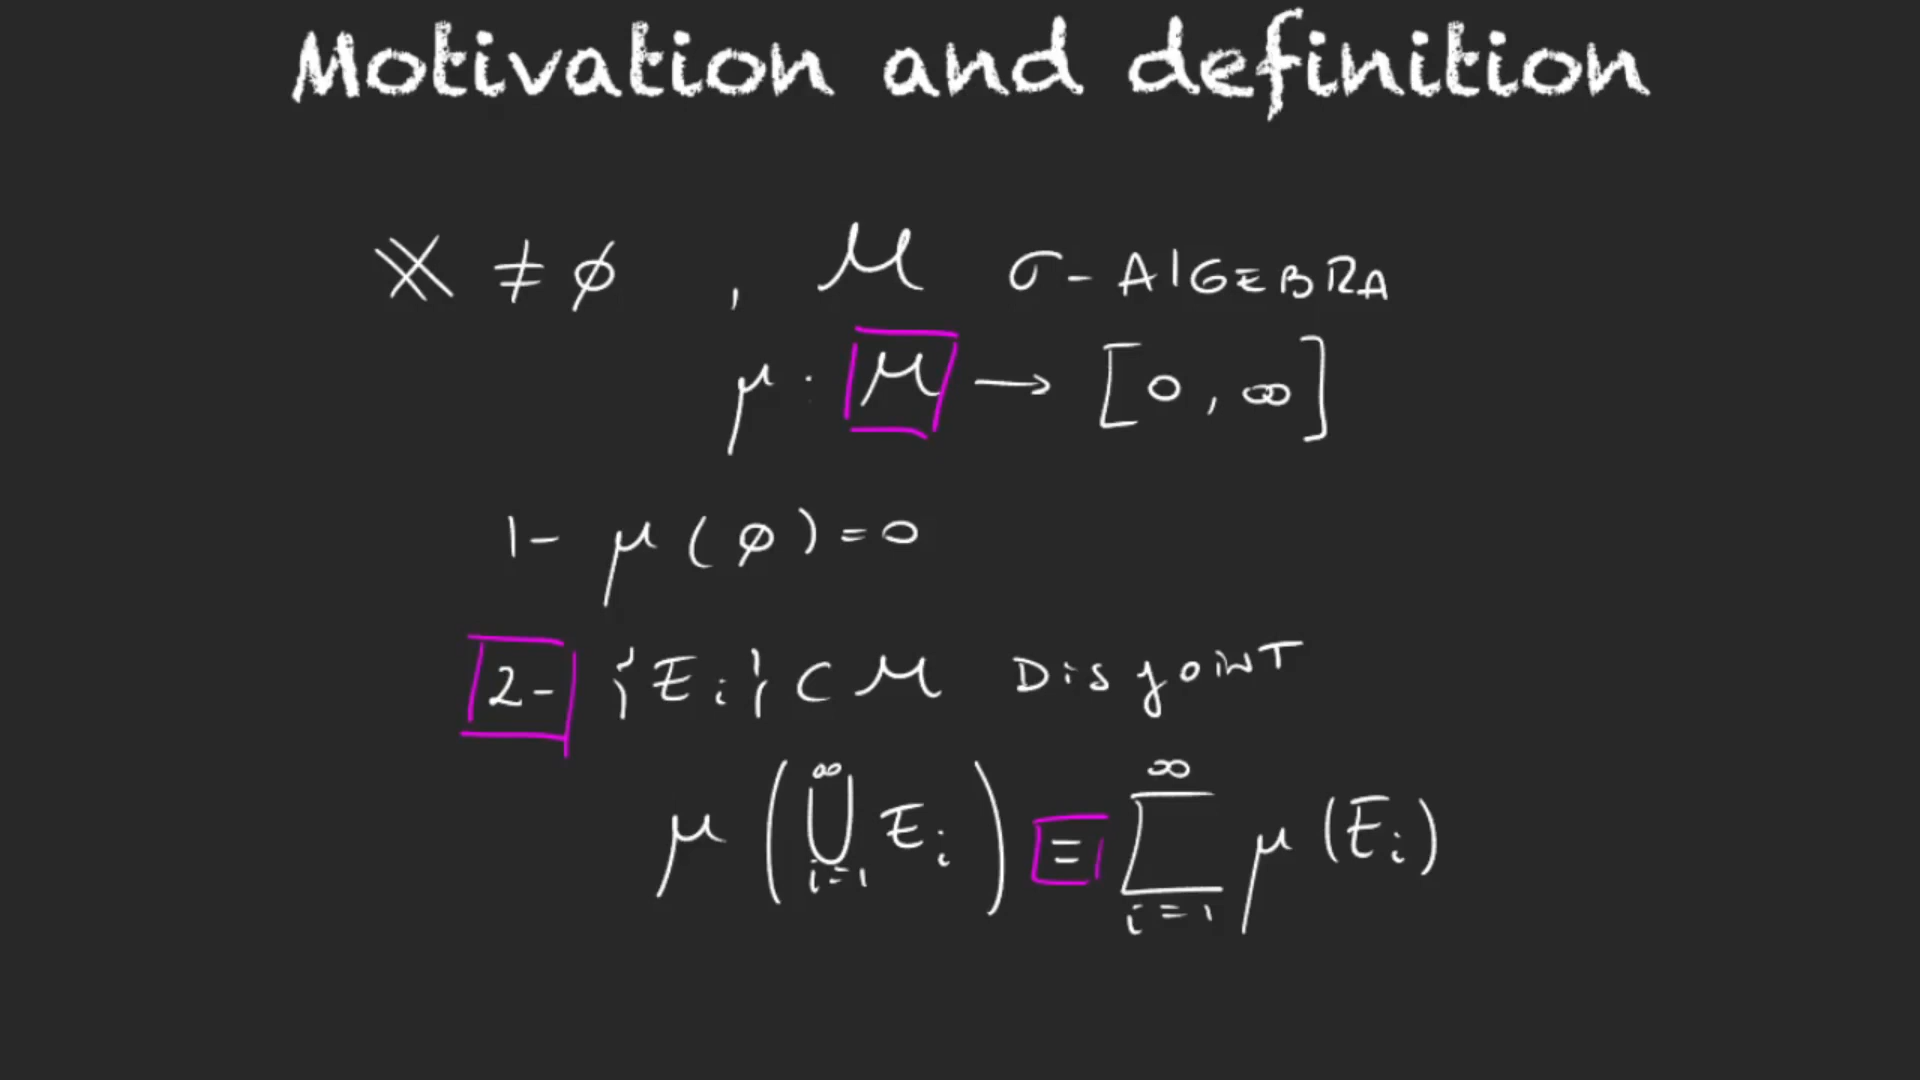 Motivation and definition
𝕏 ≠ ∅ , ℳ σ-ALGEBRA
μ : ℳ → [0, ∞]
1- μ(∅) = 0
2- {Eᵢ} ⊂ ℳ DISJOINT
μ(⋃_{i=1}^{∞} Eᵢ) = ∑_{i=1}^{∞} μ(Eᵢ)